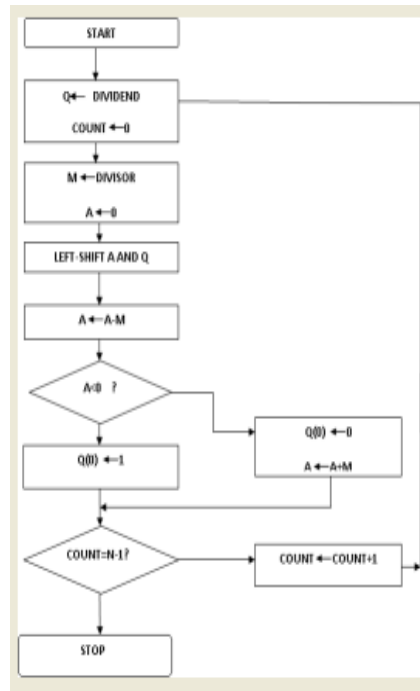 START
Q← DIVIDEND
COUNT ←0
M ←DIVISOR
A ←0
LEFT-SHIFT A AND Q
A ←A-M
A<0 ?
Q(0) ←1
Q(0) ←0
A ←A+M
COUNT=N-1?
COUNT ←COUNT+1
STOP